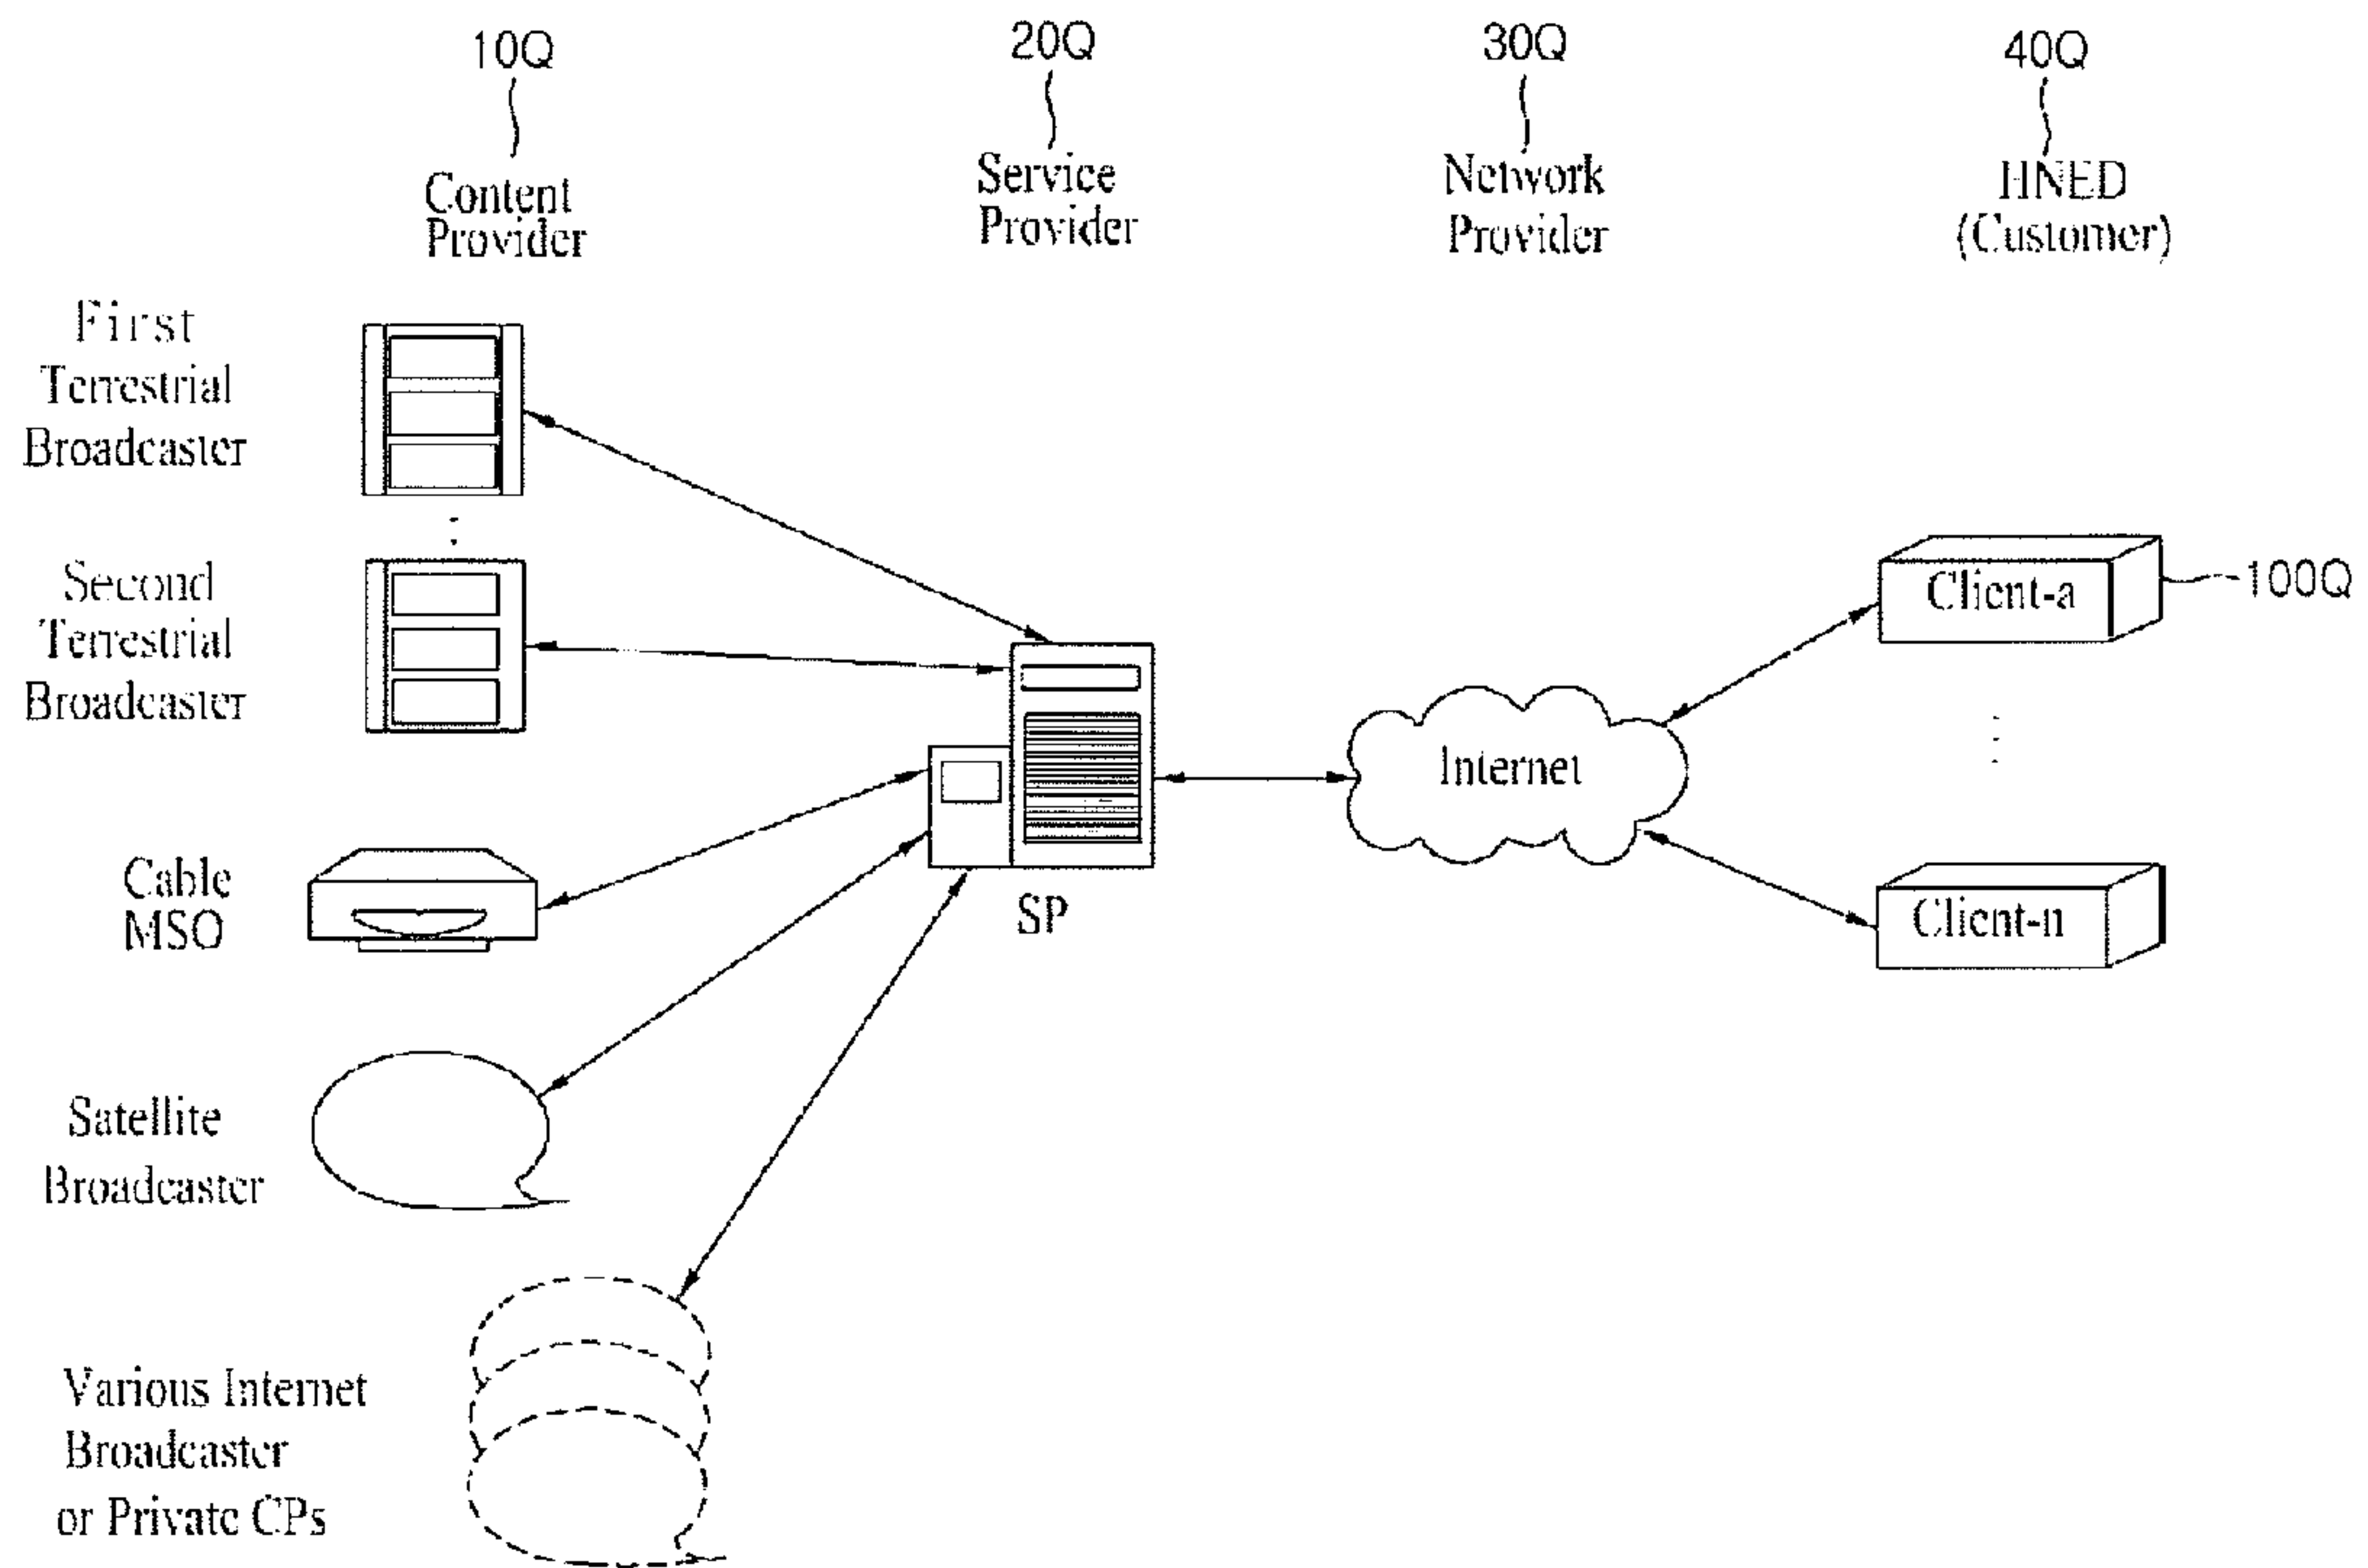 10Q
20Q
30Q
40Q
Content
Provider
Service
Provider
Network
Provider
HNED
(Customer)
First
Terrestrial
Broadcaster
Second
Terrestrial
Broadcaster
Cable
MSO
Satellite
Broadcaster
Various Internet
Broadcaster
or Private CPs
SP
Internet
Client-a
100Q
Client-n